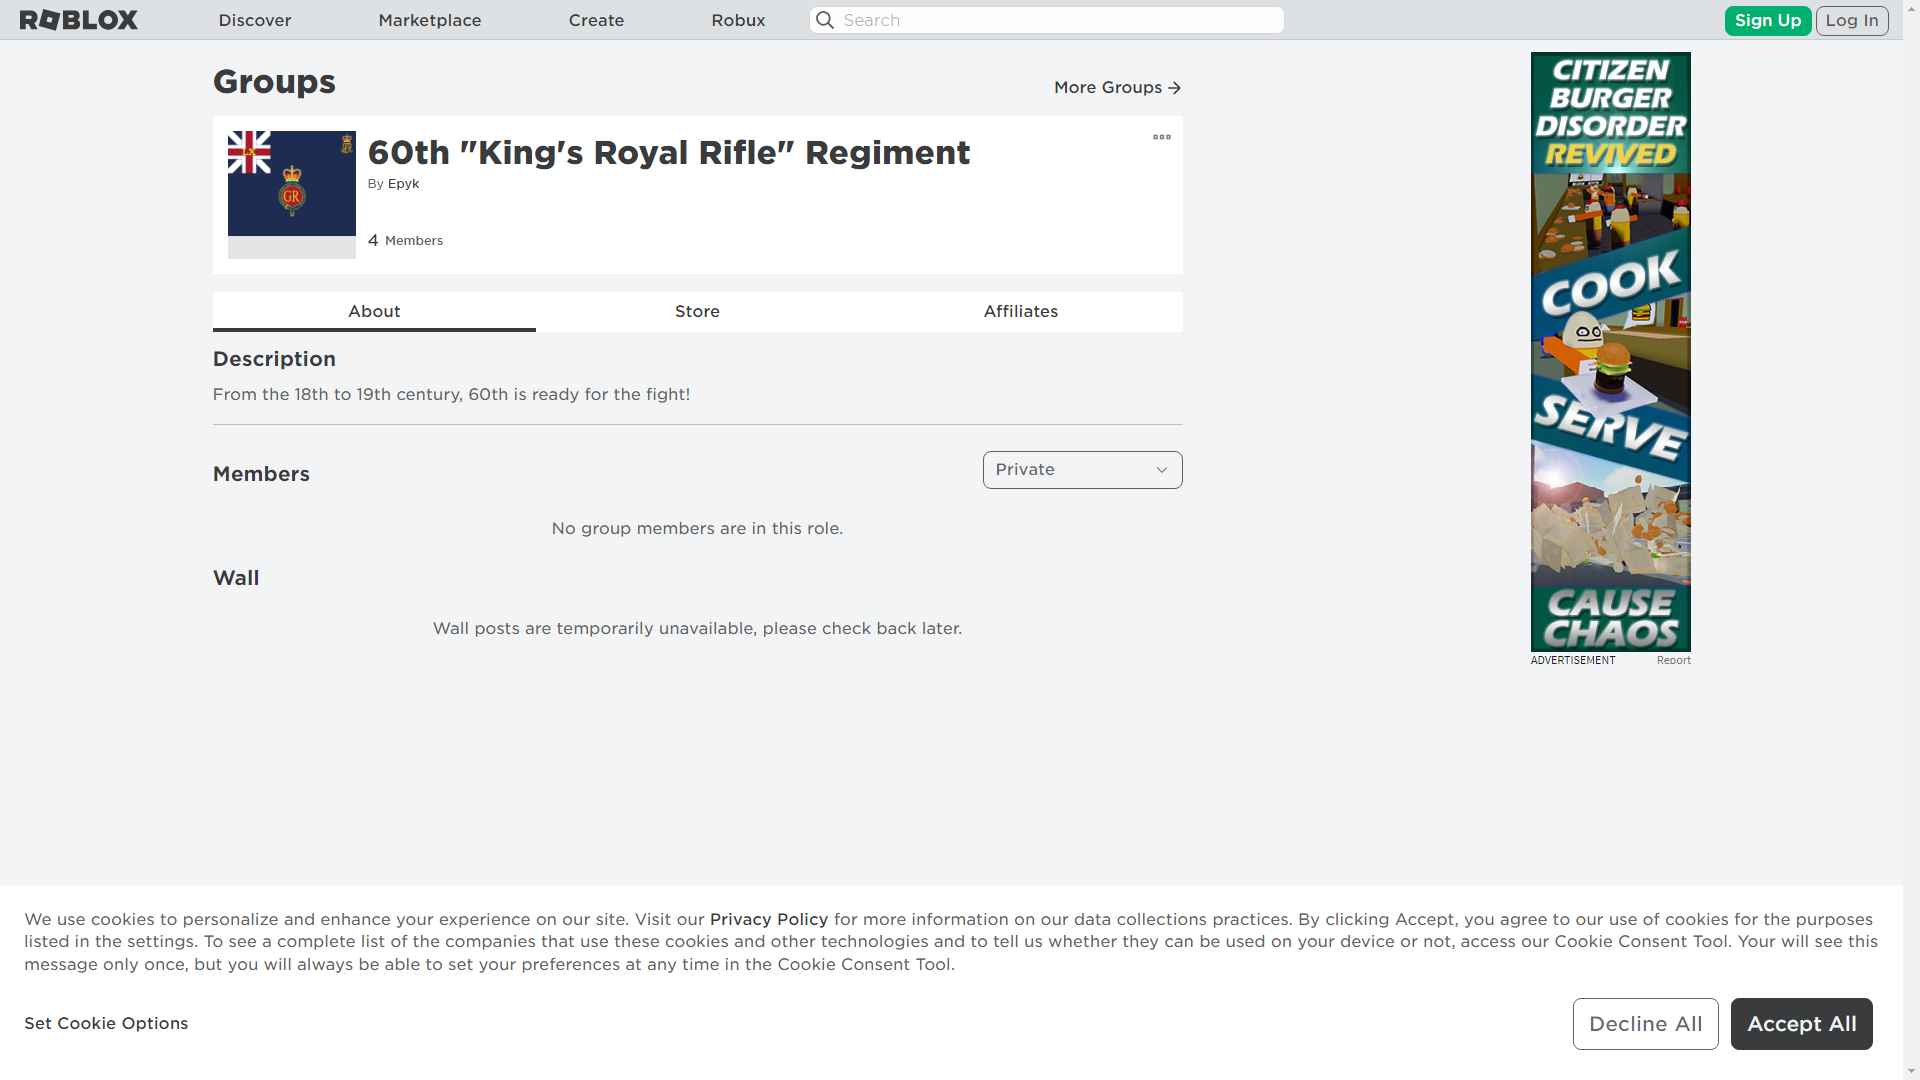 ROBLOX
Discover
Marketplace
Create
Robux
Search
Sign Up
Log In
Groups
More Groups
60th "King's Royal Rifle" Regiment
By Epyk
4 Members
LX
GR
About
Store
Affiliates
Description
From the 18th to 19th century, 60th is ready for the fight!
Members
Private
No group members are in this role.
Wall
Wall posts are temporarily unavailable, please check back later.
CITIZEN
BURGER
DISORDER
REVIVED
COOK
SERVE
CAUSE
CHAOS
ADVERTISEMENT
Report
We use cookies to personalize and enhance your experience on our site. Visit our Privacy Policy for more information on our data collections practices. By clicking Accept, you agree to our use of cookies for the purposes
listed in the settings. To see a complete list of the companies that use these cookies and other technologies and to tell us whether they can be used on your device or not, access our Cookie Consent Tool. Your will see this
message only once, but you will always be able to set your preferences at any time in the Cookie Consent Tool.
Set Cookie Options
Decline All
Accept All